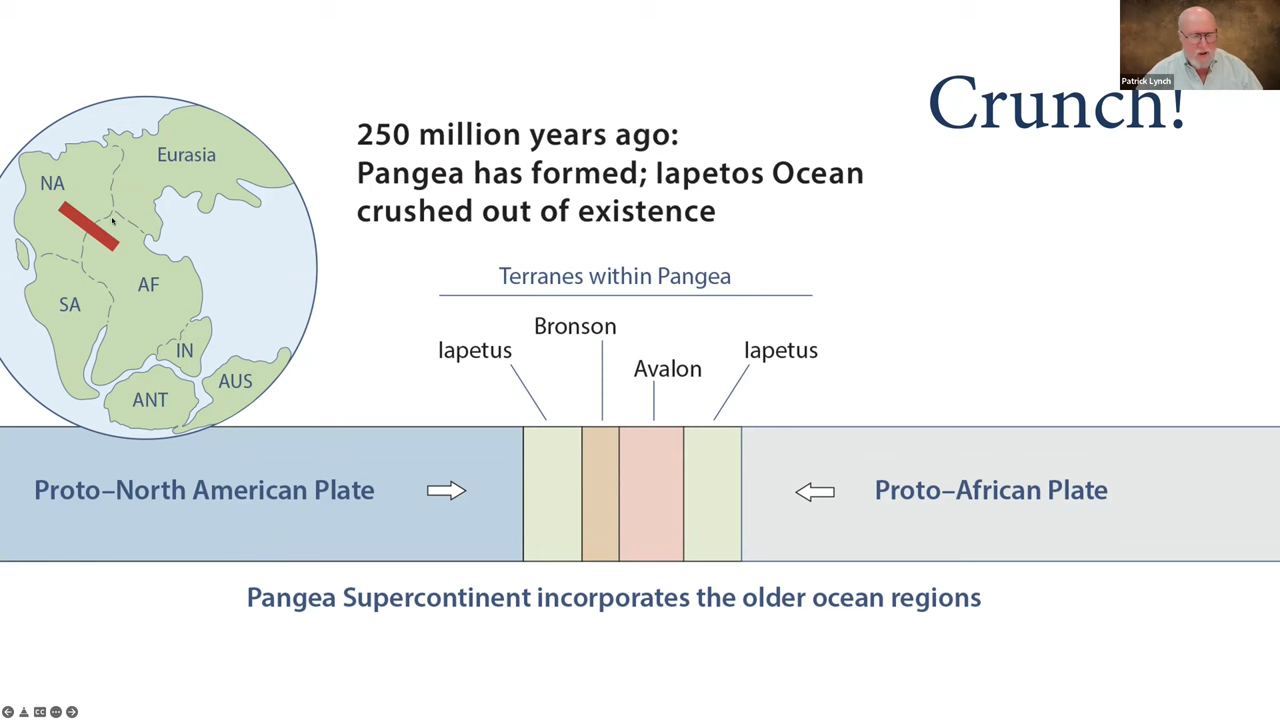 Patrick Lynch
Crunch!
250 million years ago:
Pangea has formed; Iapetos Ocean
crushed out of existence
Eurasia
NA
AF
SA
IN
AUS
ANT
Terranes within Pangea
Bronson
Iapetus
Iapetus
Avalon
Proto–North American Plate
Proto–African Plate
Pangea Supercontinent incorporates the older ocean regions
CC